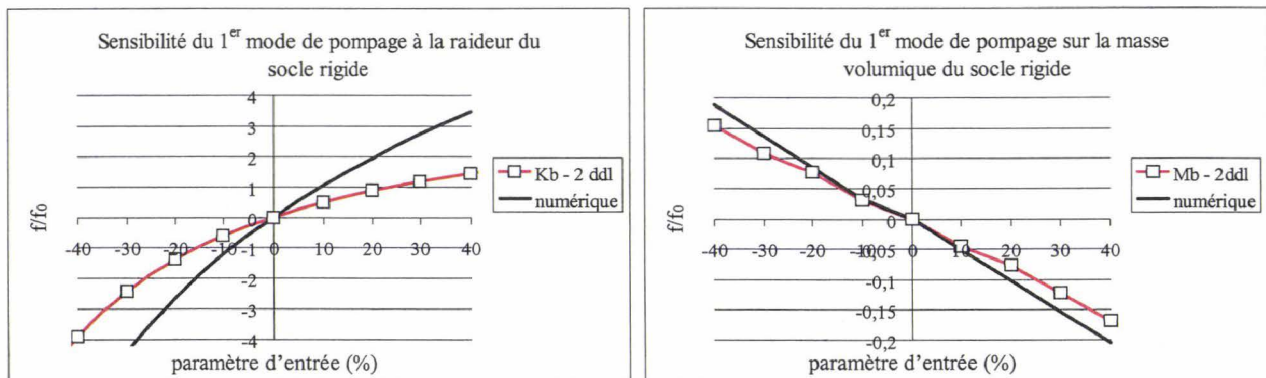 Sensibilité du 1er mode de pompage à la raideur du
socle rigide
4
3
2
1
0
-1
-2
-3
-4
-40 -30 -20 -10 0 10 20 30 40
f/f0
paramètre d'entrée (%)
Kb - 2 ddl
numérique
Sensibilité du 1er mode de pompage sur la masse
volumique du socle rigide
0,2
0,15
0,1
0,05
0
-0,05
-0,1
-0,15
-0,2
-40 -30 -20 -10 0 10 20 30 40
f/f0
paramètre d'entrée (%)
Mb - 2ddl
numérique